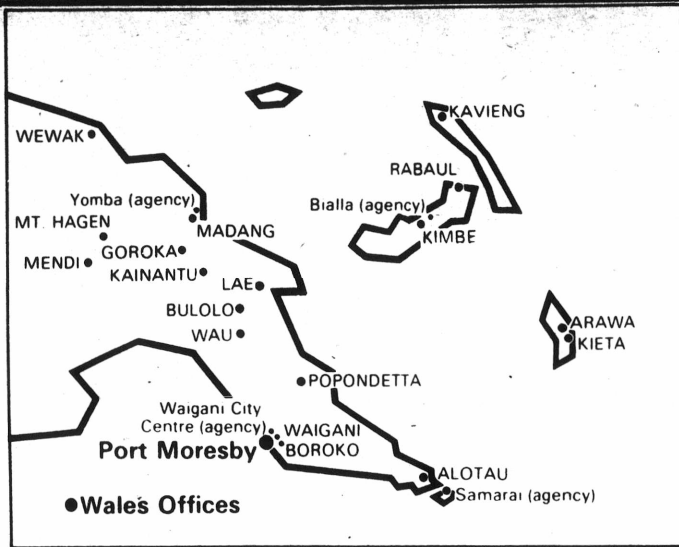 WEWAK
KAVIENG
RABAUL
Yomba (agency)
Bialla (agency)
MT. HAGEN
MADANG
KIMBE
GOROKA
MENDI
KAINANTU
LAE
BULOLO
ARAWA
WAU
KIETA
POPONDETTA
Waigani City
Centre (agency)
WAIGANI
Port Moresby
BOROKO
ALOTAU
Samarai (agency)
Wales Offices